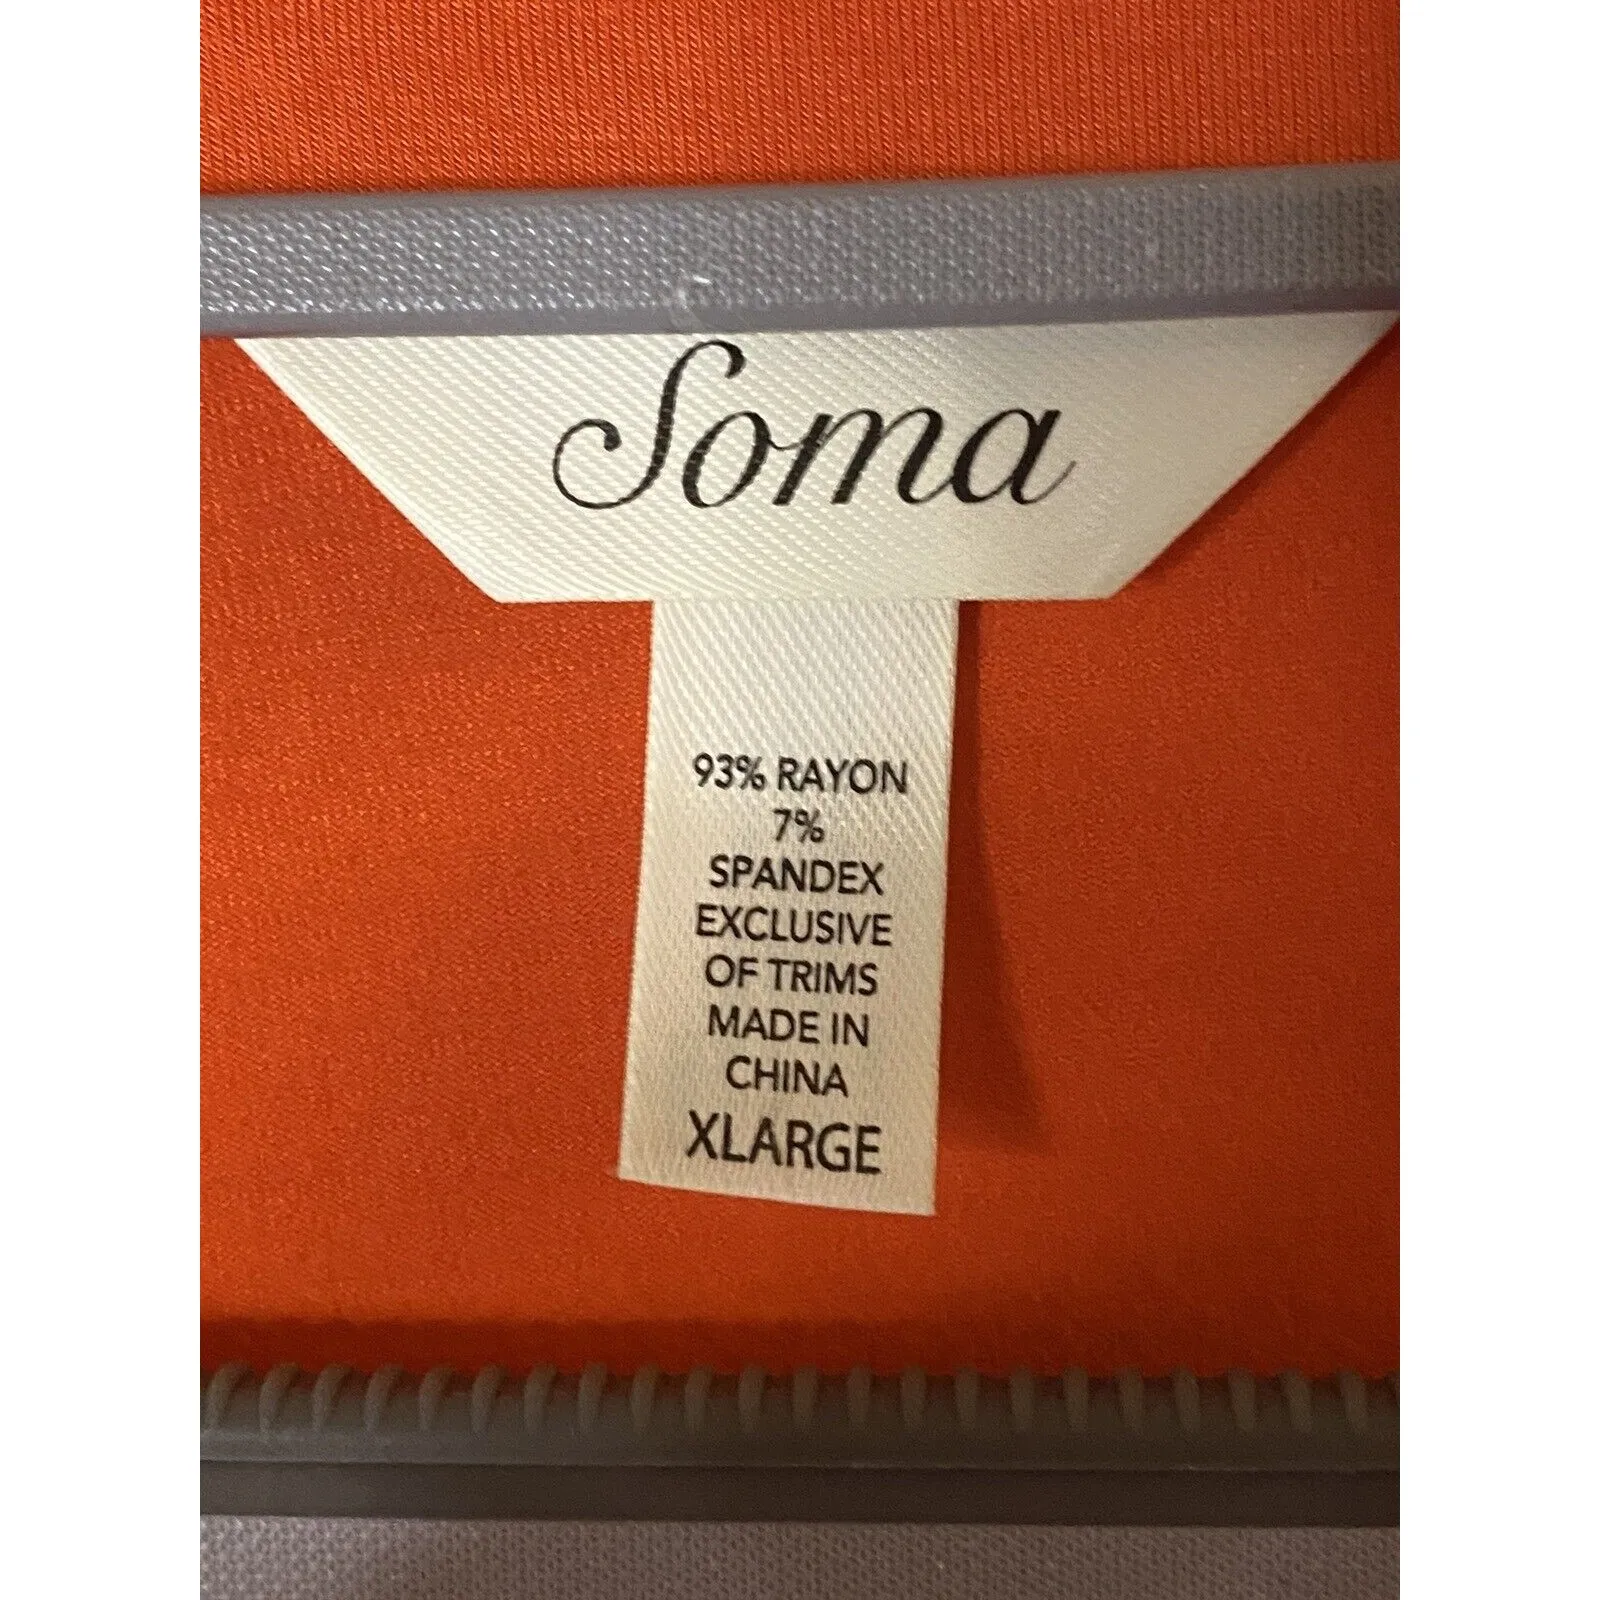 Soma
93% RAYON
7%
SPANDEX
EXCLUSIVE
OF TRIMS
MADE IN
CHINA
XLARGE